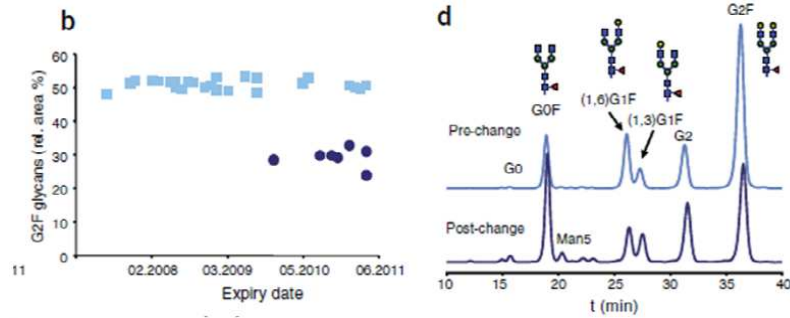 b
G2F glycans (rel. area %)
60
50
40
30
20
10
0
11
02.2008
03.2009
05.2010
06.2011
Expiry date
d
G2F
G0F
(1,6)G1F
(1,3)G1F
Pre-change
G2
G0
Post-change
Man5
10
15
20
25
30
35
40
t (min)